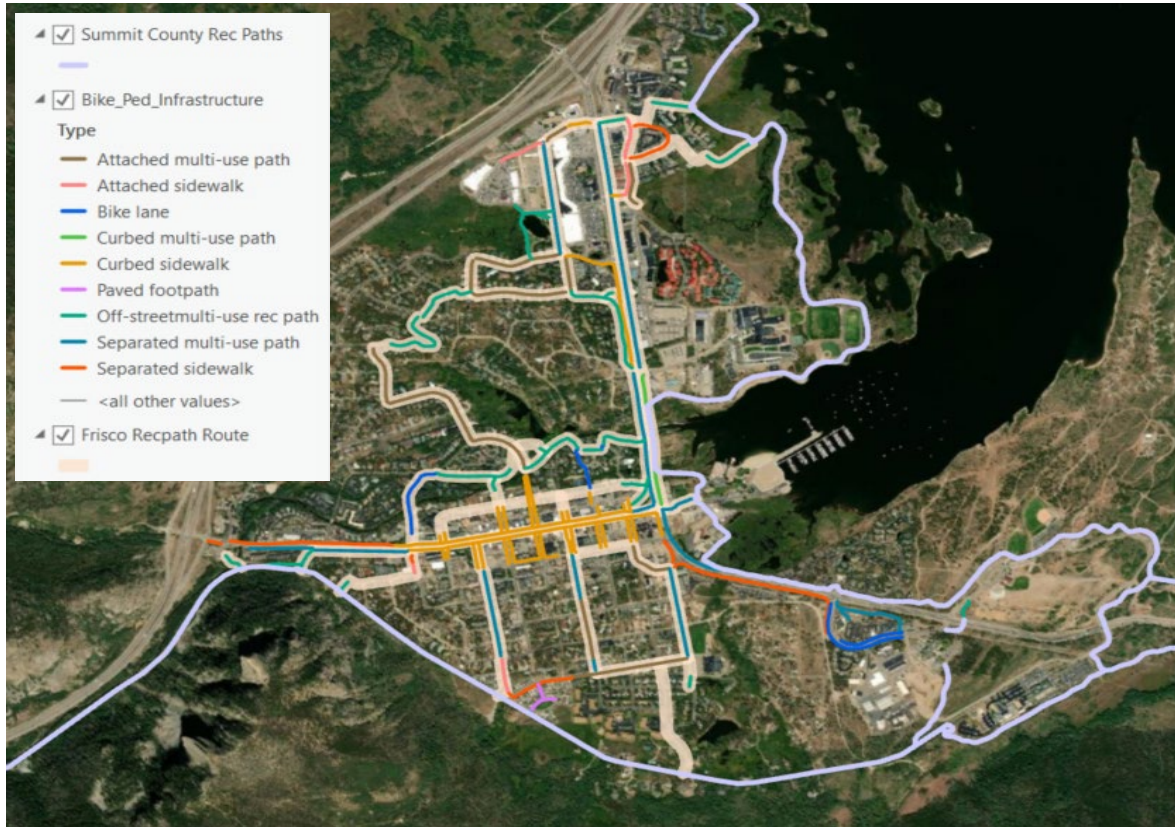 Summit County Rec Paths
Bike_Ped_Infrastructure
Type
Attached multi-use path
Attached sidewalk
Bike lane
Curbed multi-use path
Curbed sidewalk
Paved footpath
Off-streetmulti-use rec path
Separated multi-use path
Separated sidewalk
<all other values>
Frisco Recpath Route